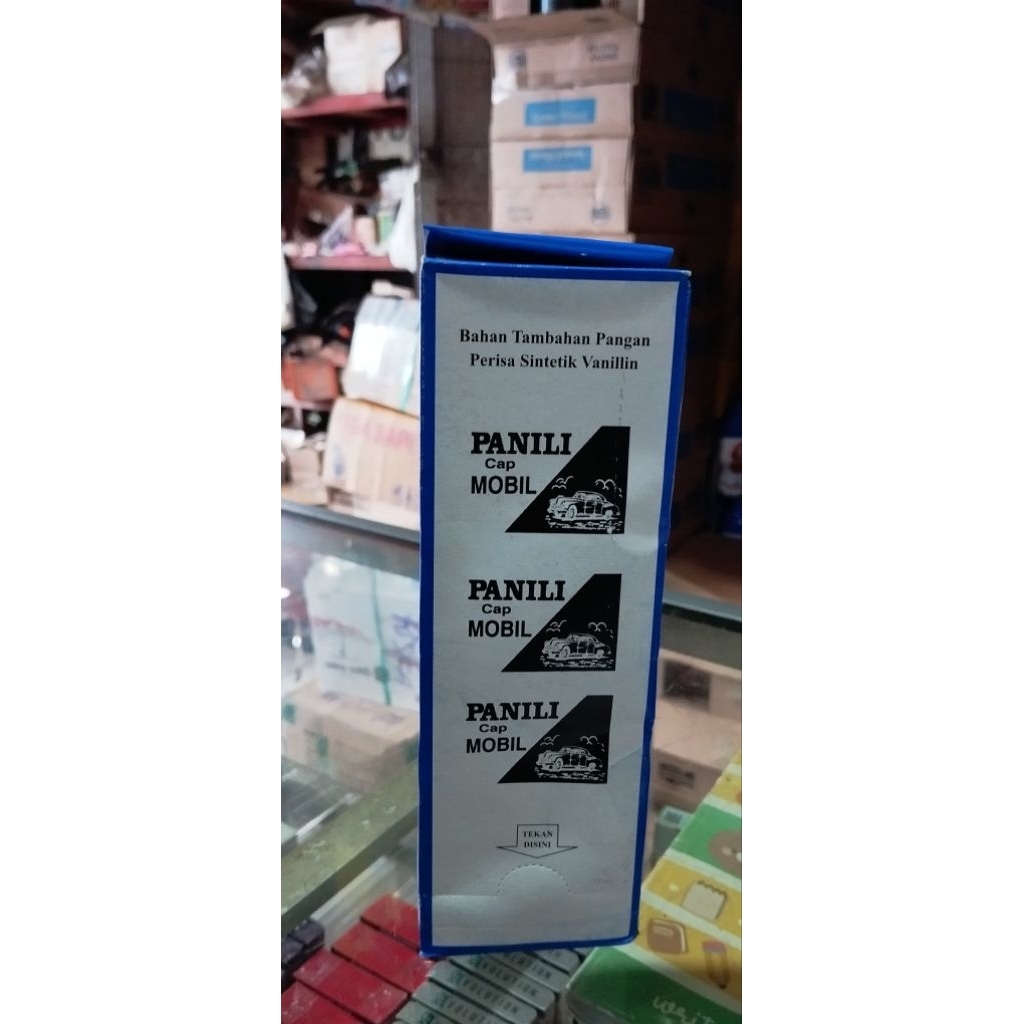 Bahan Tambahan Pangan
Perisa Sintetik Vanillin
PANILI
Cap
MOBIL
PANILI
Cap
MOBIL
PANILI
Cap
MOBIL
TEKAN
DISINI